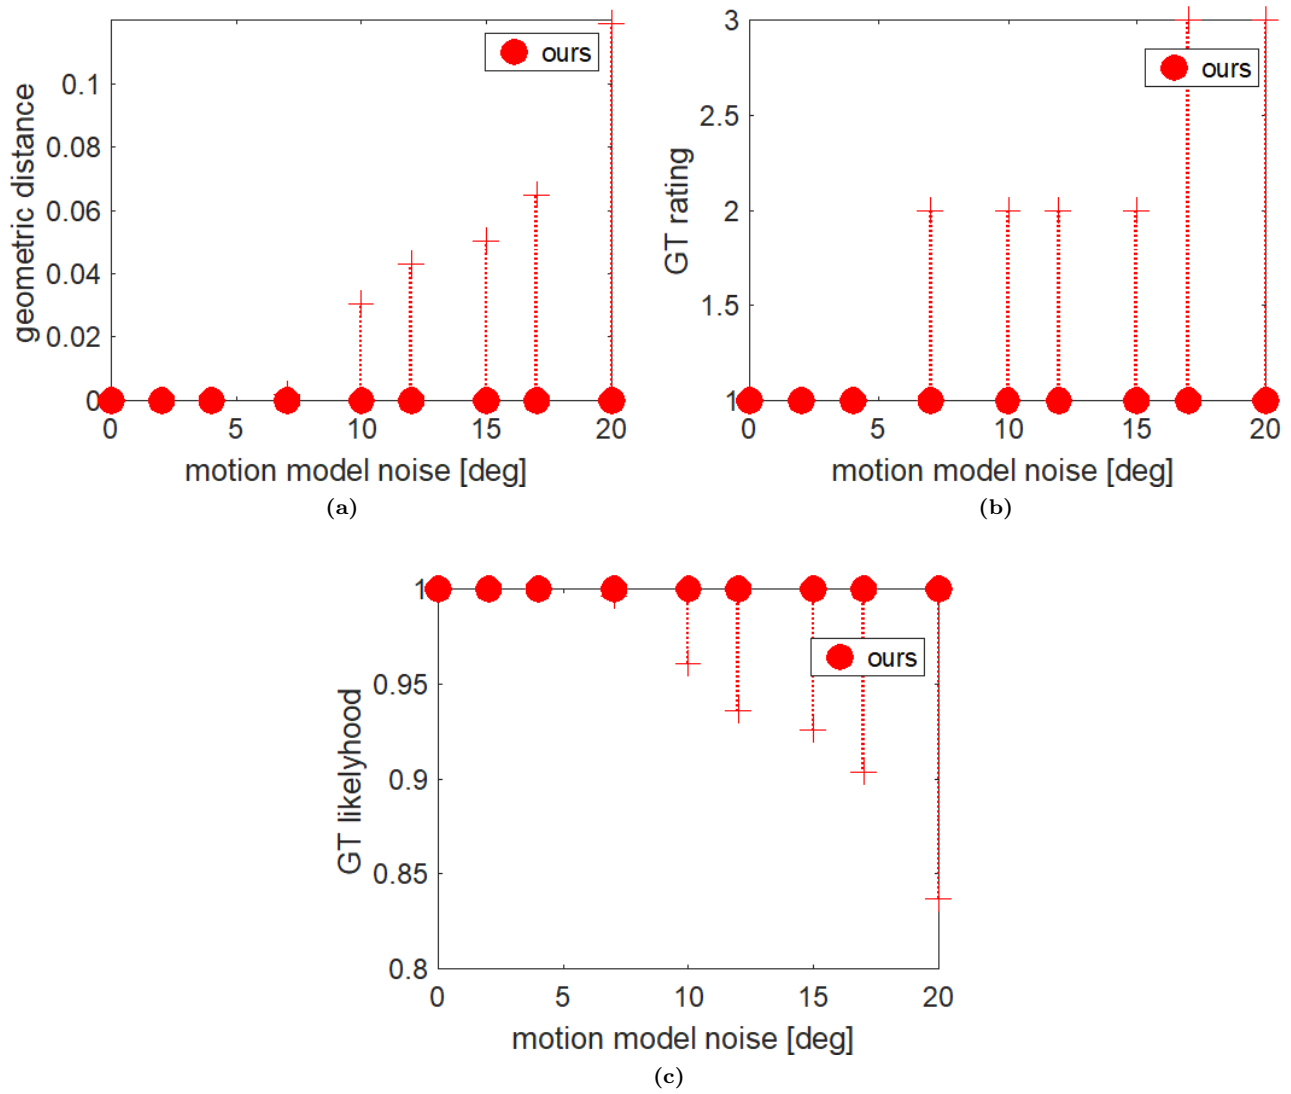 geometric distance
0.1
0.08
0.06
0.04
0.02
0
0 5 10 15 20
ours
motion model noise [deg]
(a)
GT rating
3
2.5
2
1.5
1
0 5 10 15 20
ours
motion model noise [deg]
(b)
GT likelyhood
1
0.95
0.9
0.85
0.8
0 5 10 15 20
ours
motion model noise [deg]
(c)